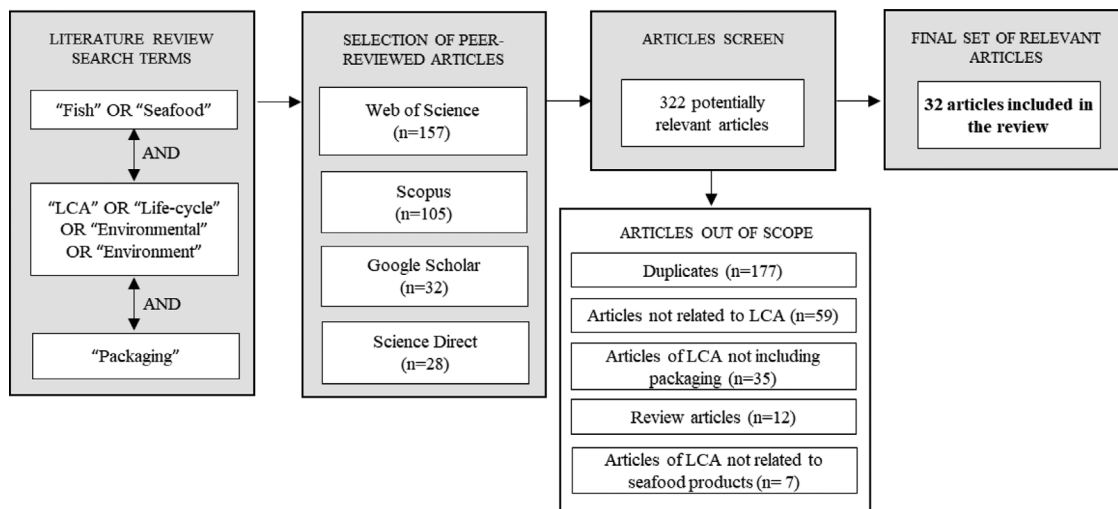 LITERATURE REVIEW
SEARCH TERMS
“Fish” OR “Seafood”
AND
“LCA” OR “Life-cycle”
OR “Environmental”
OR “Environment”
AND
“Packaging”
SELECTION OF PEER-
REVIEWED ARTICLES
Web of Science
(n=157)
Scopus
(n=105)
Google Scholar
(n=32)
Science Direct
(n=28)
ARTICLES SCREEN
322 potentially
relevant articles
ARTICLES OUT OF SCOPE
Duplicates (n=177)
Articles not related to LCA (n=59)
Articles of LCA not including
packaging (n=35)
Review articles (n=12)
Articles of LCA not related to
seafood products (n= 7)
FINAL SET OF RELEVANT
ARTICLES
32 articles included in
the review